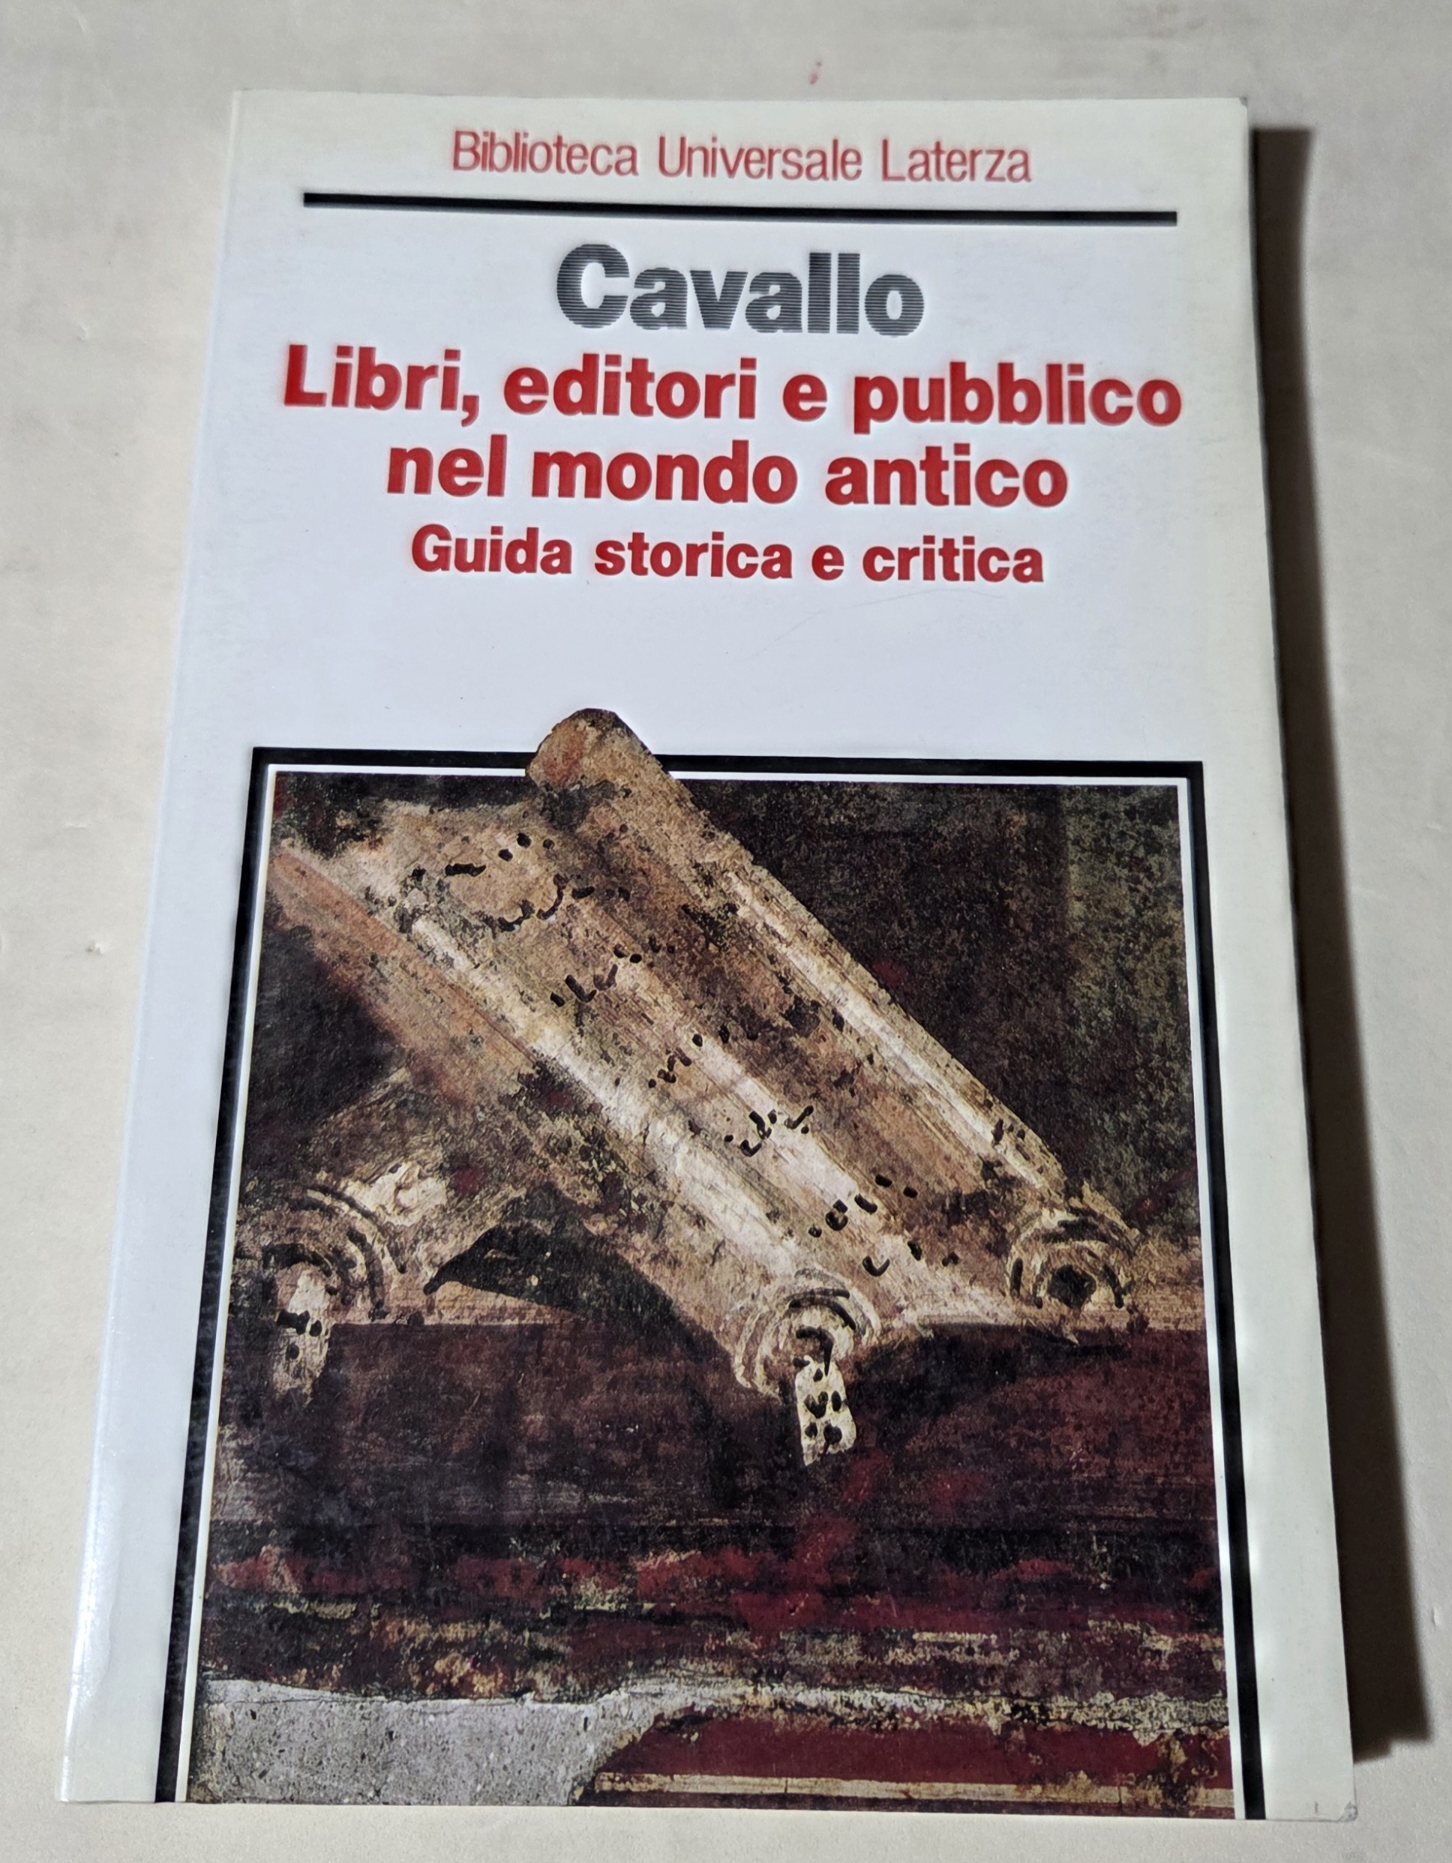 Biblioteca Universale Laterza
Cavallo
Libri, editori e pubblico
nel mondo antico
Guida storica e critica